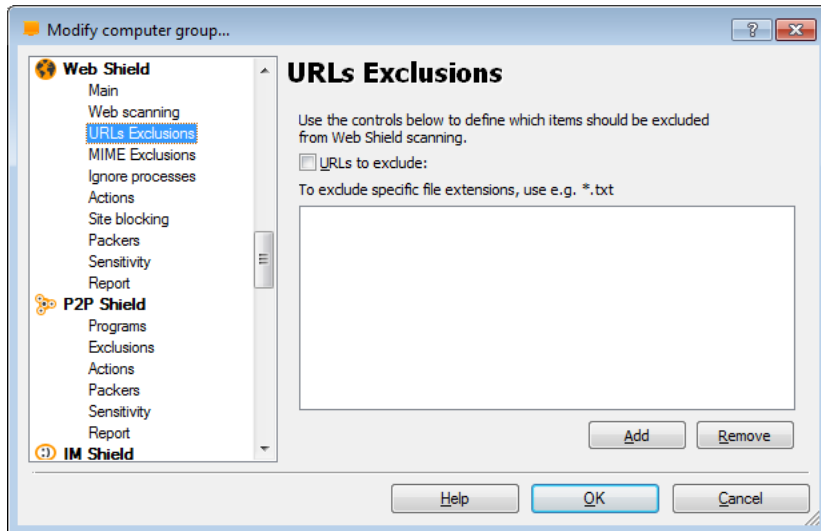 Modify computer group...
Web Shield
Main
Web scanning
URLs Exclusions
MIME Exclusions
Ignore processes
Actions
Site blocking
Packers
Sensitivity
Report
P2P Shield
Programs
Exclusions
Actions
Packers
Sensitivity
Report
IM Shield
URLs Exclusions
Use the controls below to define which items should be excluded
from Web Shield scanning.
URLs to exclude:
To exclude specific file extensions, use e.g. *.txt
Add Remove
Help OK Cancel